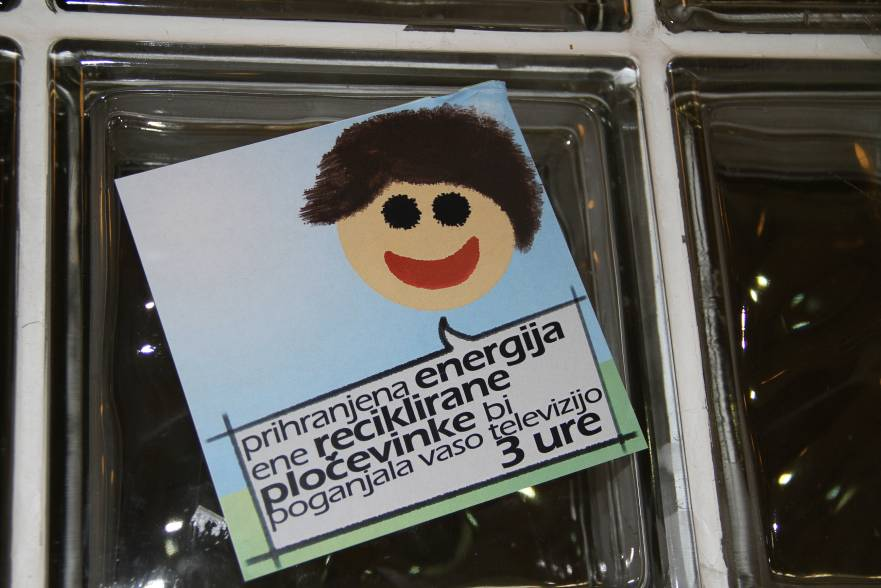 prihranjena energija
ene reciklirane
pločevinke bi
poganjala vaso televizijo
3 ure